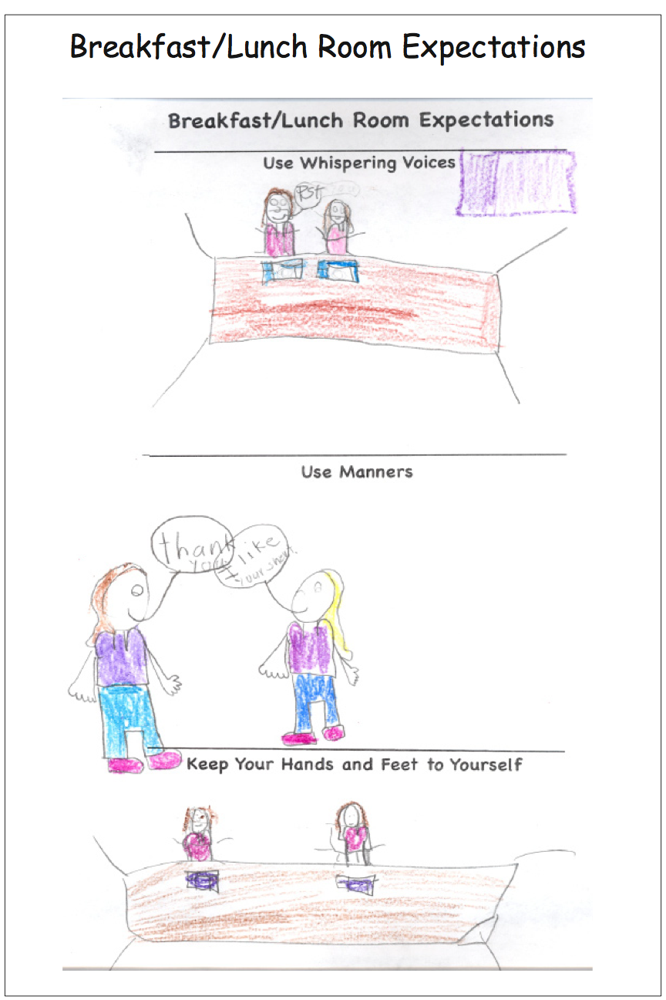 Breakfast/Lunch Room Expectations
Breakfast/Lunch Room Expectations
Use Whispering Voices
Pst
Use Manners
thank
you
I like
your shert
Keep Your Hands and Feet to Yourself